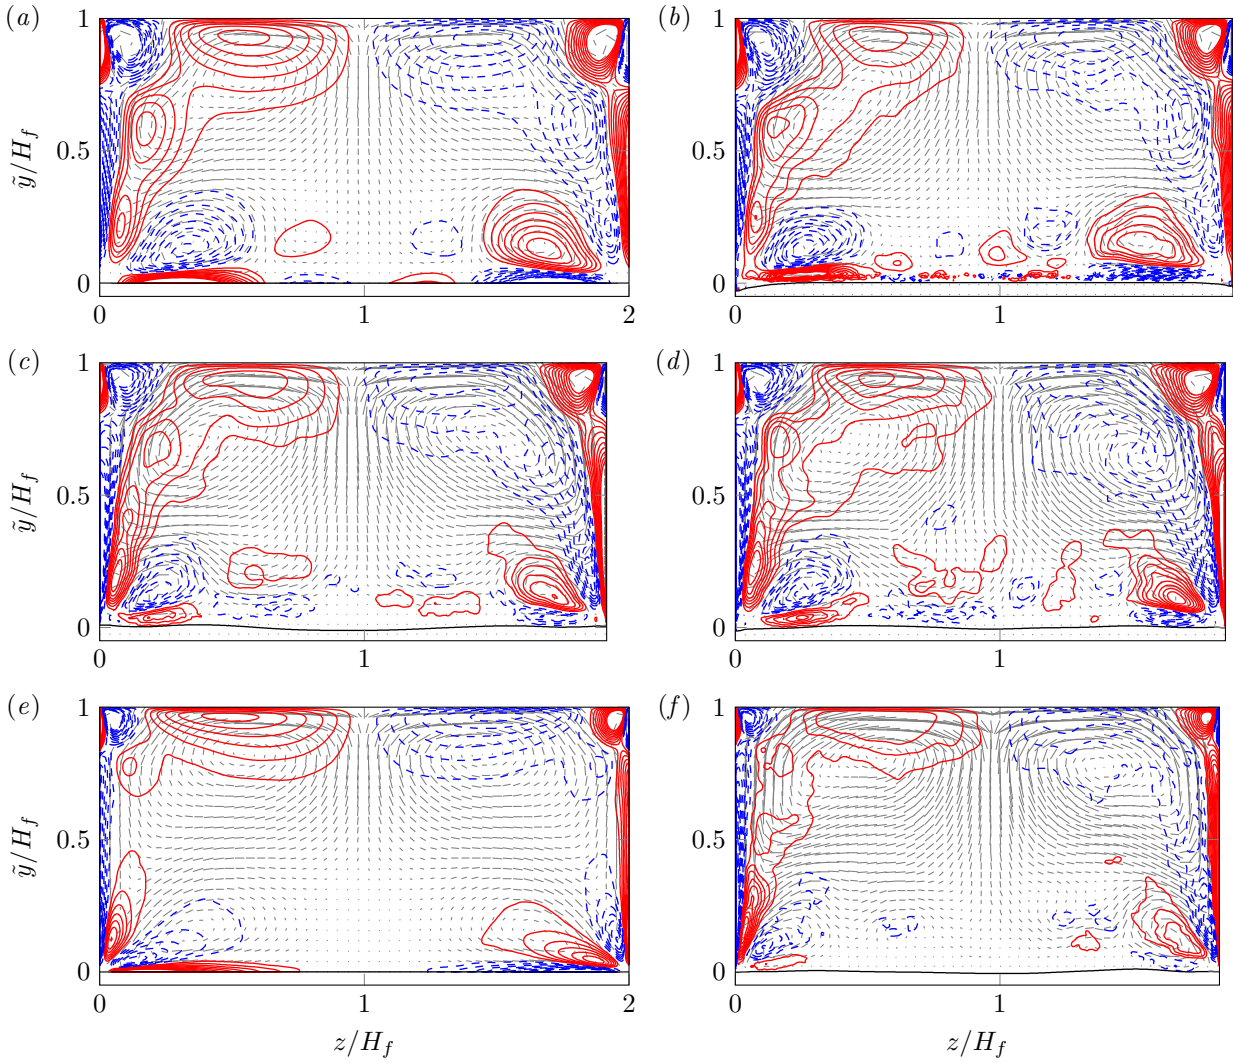 (a) (b)
1 1
ỹ/H_f 0.5 0.5
0 0
0 1 2 0 1
(c) (d)
1 1
ỹ/H_f 0.5 0.5
0 0
0 1 0 1
(e) (f)
1 1
ỹ/H_f 0.5 0.5
0 0
0 1 2 0 1
z/H_f z/H_f